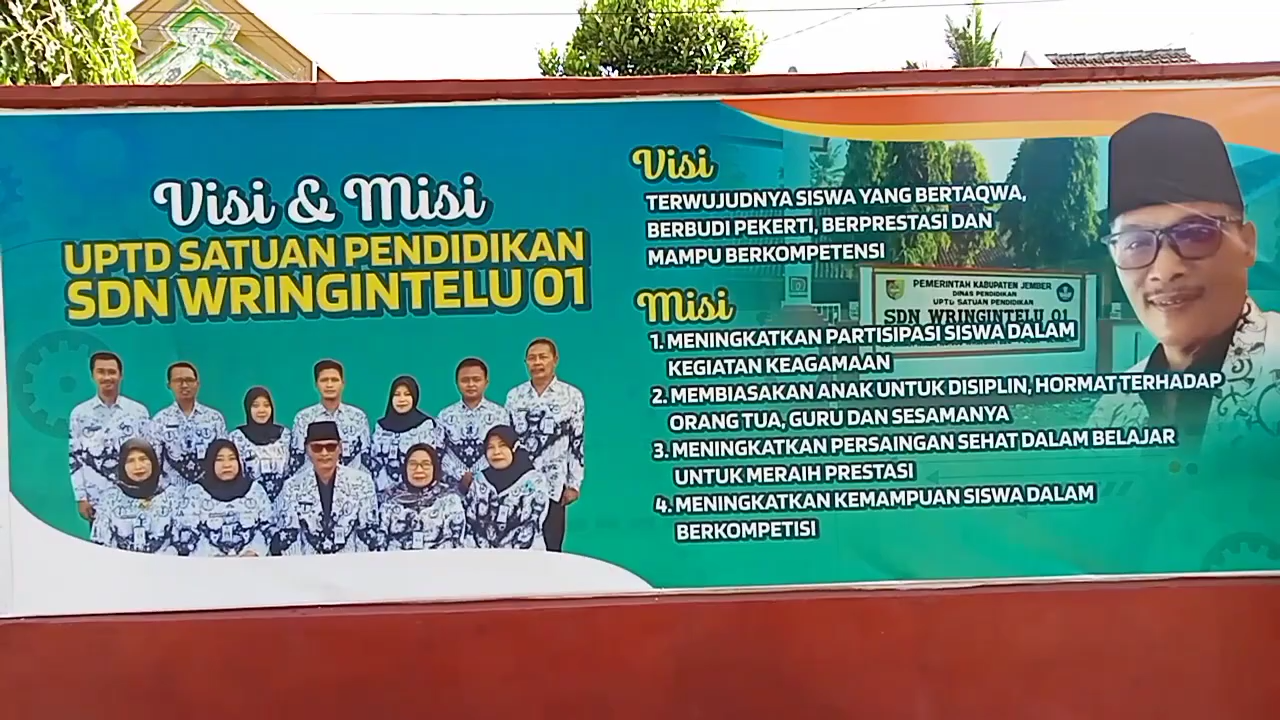 Visi & Misi
UPTD SATUAN PENDIDIKAN
SDN WRINGINTELU 01
Visi
TERWUJUDNYA SISWA YANG BERTAQWA,
BERBUDI PEKERTI, BERPRESTASI DAN
MAMPU BERKOMPETENSI
PEMERINTAH KABUPATEN JEMBER
DINAS PENDIDIKAN
UPTD SATUAN PENDIDIKAN
SDN WRINGINTELU 01
Misi
1. MENINGKATKAN PARTISIPASI SISWA DALAM
KEGIATAN KEAGAMAAN
2. MEMBIASAKAN ANAK UNTUK DISIPLIN, HORMAT TERHADAP
ORANG TUA, GURU DAN SESAMANYA
3. MENINGKATKAN PERSAINGAN SEHAT DALAM BELAJAR
UNTUK MERAIH PRESTASI
4. MENINGKATKAN KEMAMPUAN SISWA DALAM
BERKOMPETISI